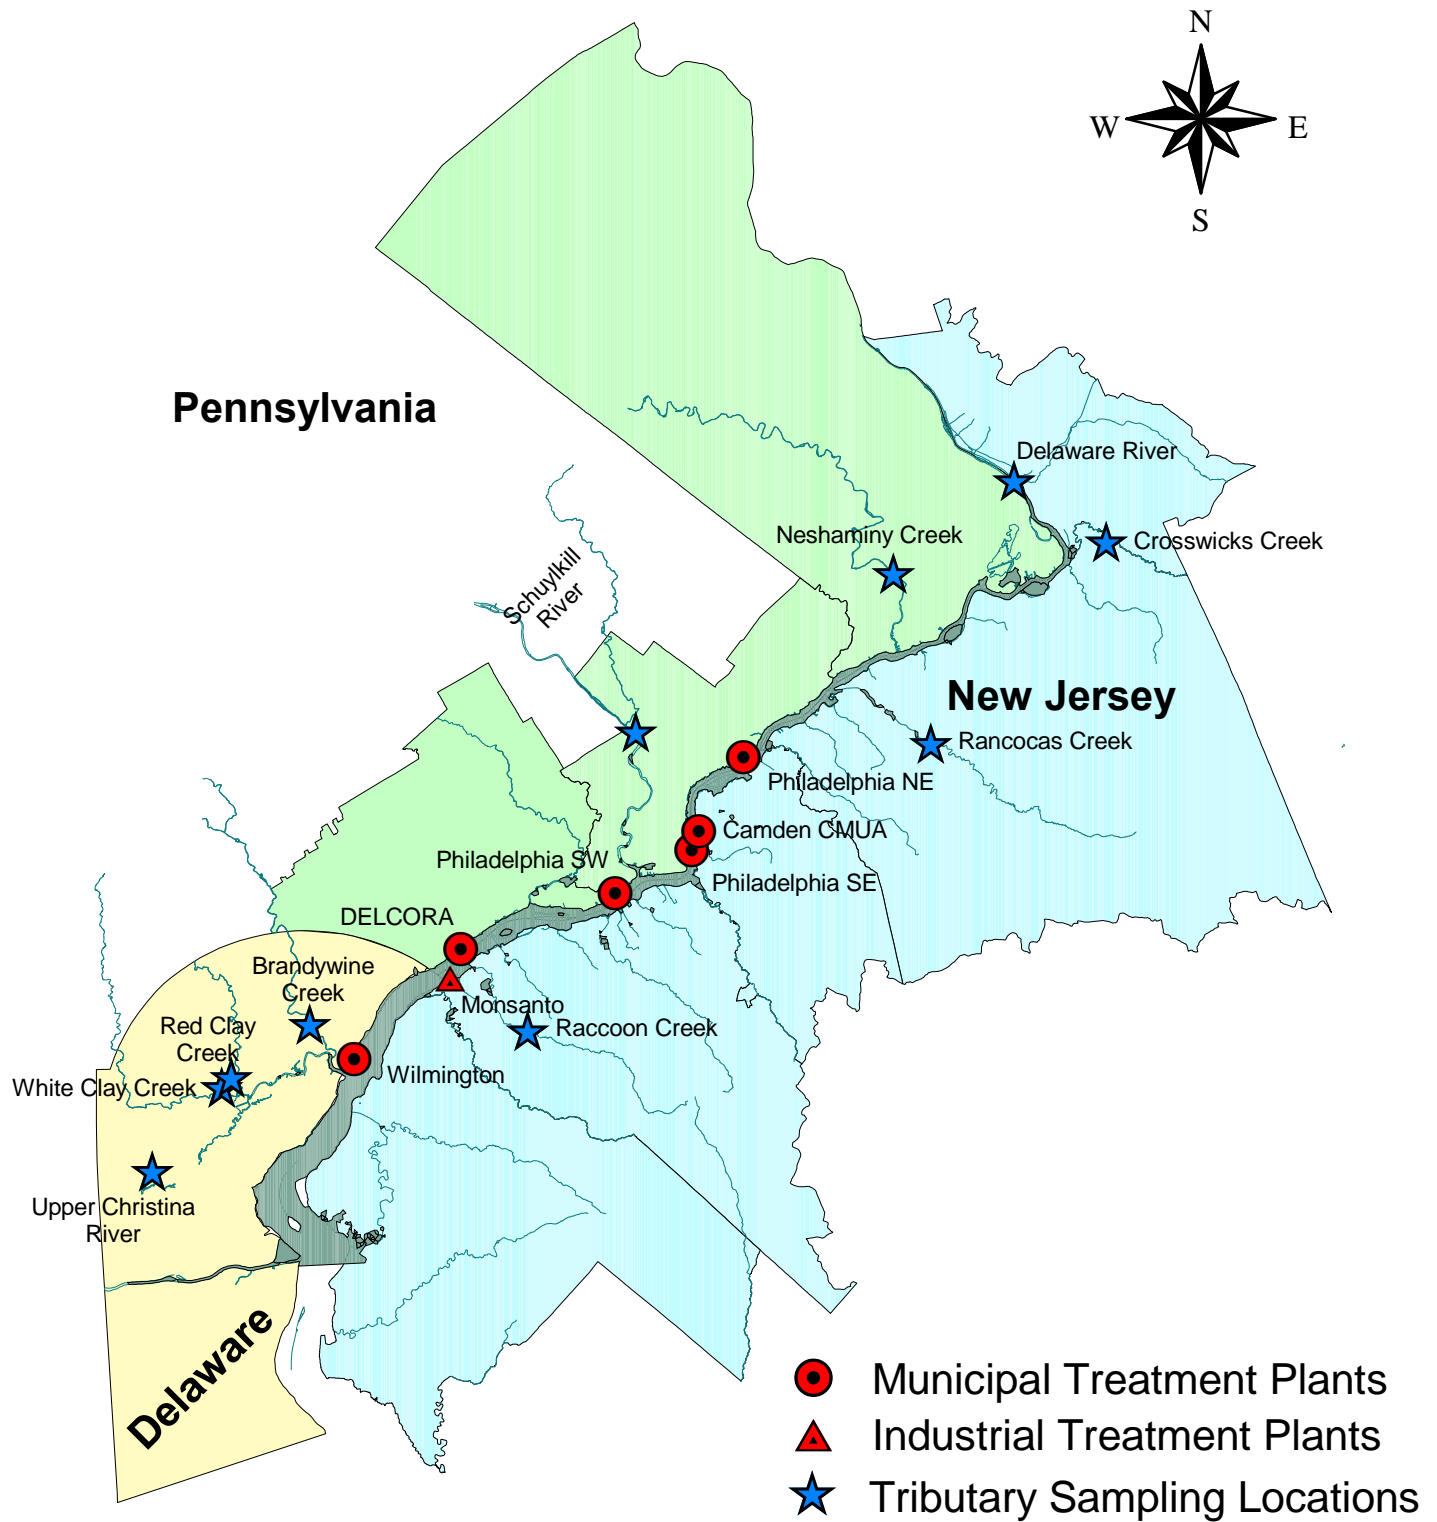 N
W
E
S
Pennsylvania
Delaware River
Neshaminy Creek
Crosswicks Creek
Schuylkill
River
New Jersey
Rancocas Creek
Philadelphia NE
Camden CMUA
Philadelphia SW
Philadelphia SE
DELCORA
Brandywine
Creek
Monsanto
Raccoon Creek
Red Clay
Creek
Wilmington
White Clay Creek
Upper Christina
River
Delaware
Municipal Treatment Plants
Industrial Treatment Plants
Tributary Sampling Locations